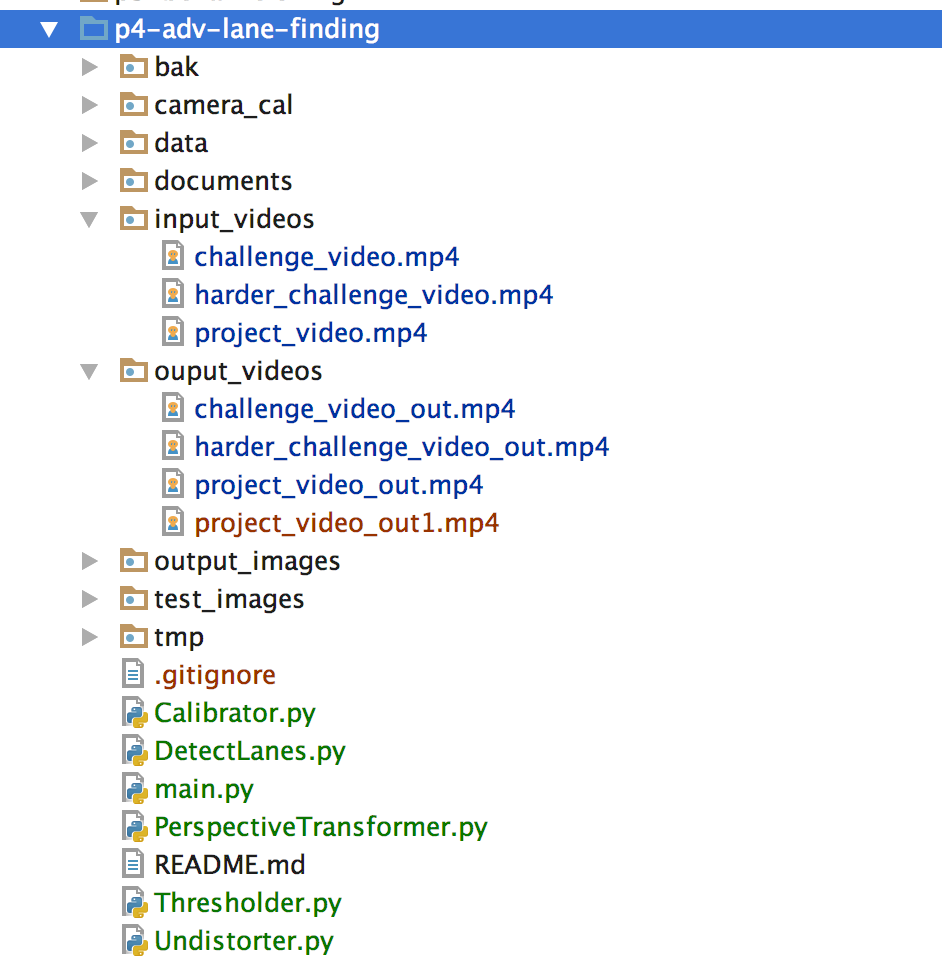 p4-adv-lane-finding
bak
camera_cal
data
documents
input_videos
challenge_video.mp4
harder_challenge_video.mp4
project_video.mp4
ouput_videos
challenge_video_out.mp4
harder_challenge_video_out.mp4
project_video_out.mp4
project_video_out1.mp4
output_images
test_images
tmp
.gitignore
Calibrator.py
DetectLanes.py
main.py
PerspectiveTransformer.py
README.md
Thresholder.py
Undistorter.py